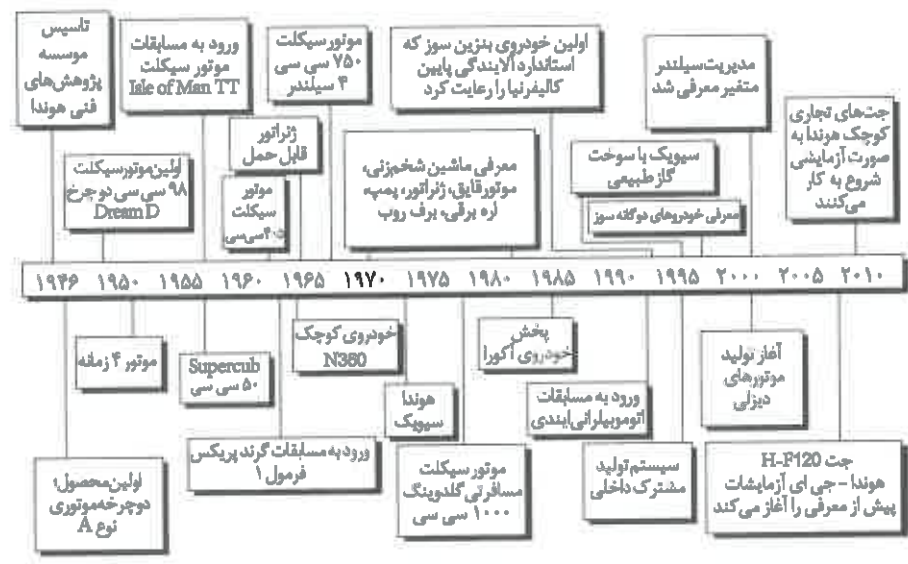 تاسیس
موسسه
پژوهش‌های
فنی هوندا
ورود به مسابقات
موتور سیکلت
Isle of Man TT
موتورسیکلت
۷۵۰ سی سی
۴ سیلندر
اولین خودروی بنزین سوز که
استاندارد آلایندگی پایین
کالیفرنیا را رعایت کرد
مدیریت سیلندر
متغیر معرفی شد
جت‌های تجاری
کوچک هوندا به
صورت آزمایشی
شروع به کار
می‌کنند
اولین موتورسیکلت
۹۸ سی سی دو چرخ
Dream D
ژنراتور
قابل حمل
موتور
سیکلت
سی‌سی
معرفی ماشین شخم‌زنی،
موتور قایق، ژنراتور، پمپ،
اره برقی، برف روب
سیویک با سوخت
گاز طبیعی
معرفی خودروهای دوگانه سوز
۱۹۴۶ ۱۹۵۰ ۱۹۵۵ ۱۹۶۰ ۱۹۶۵ ۱۹۷۰ ۱۹۷۵ ۱۹۸۰ ۱۹۸۵ ۱۹۹۰ ۱۹۹۵ ۲۰۰۰ ۲۰۰۵ ۲۰۱۰
موتور ۴ زمانه
Supercub
۵۰ سی سی
خودروی کوچک
N360
هوندا
سیویک
پخش
خودروی آکورا
ورود به مسابقات
اتوموبیلرانی ایندی
آغاز تولید
موتورهای
دیزلی
اولین محصول؛
دوچرخه موتوری
نوع A
ورود به مسابقات گرند پریکس
فرمول ۱
موتور سیکلت
مسافرتی گلدوینگ
۱۰۰۰ سی سی
سیستم تولید
مشترک داخلی
جت H-F120
هوندا – جی ای آزمایشات
پیش از معرفی را آغاز می‌کند